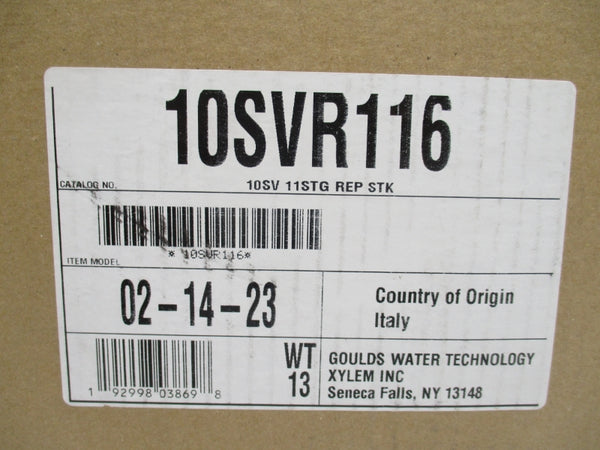 10SVR116
CATALOG NO. 10SV 11STG REP STK
* 10SVR116*
ITEM MODEL
02-14-23
Country of Origin
Italy
1 92998 03869 8
WT
13
GOULDS WATER TECHNOLOGY
XYLEM INC
Seneca Falls, NY 13148